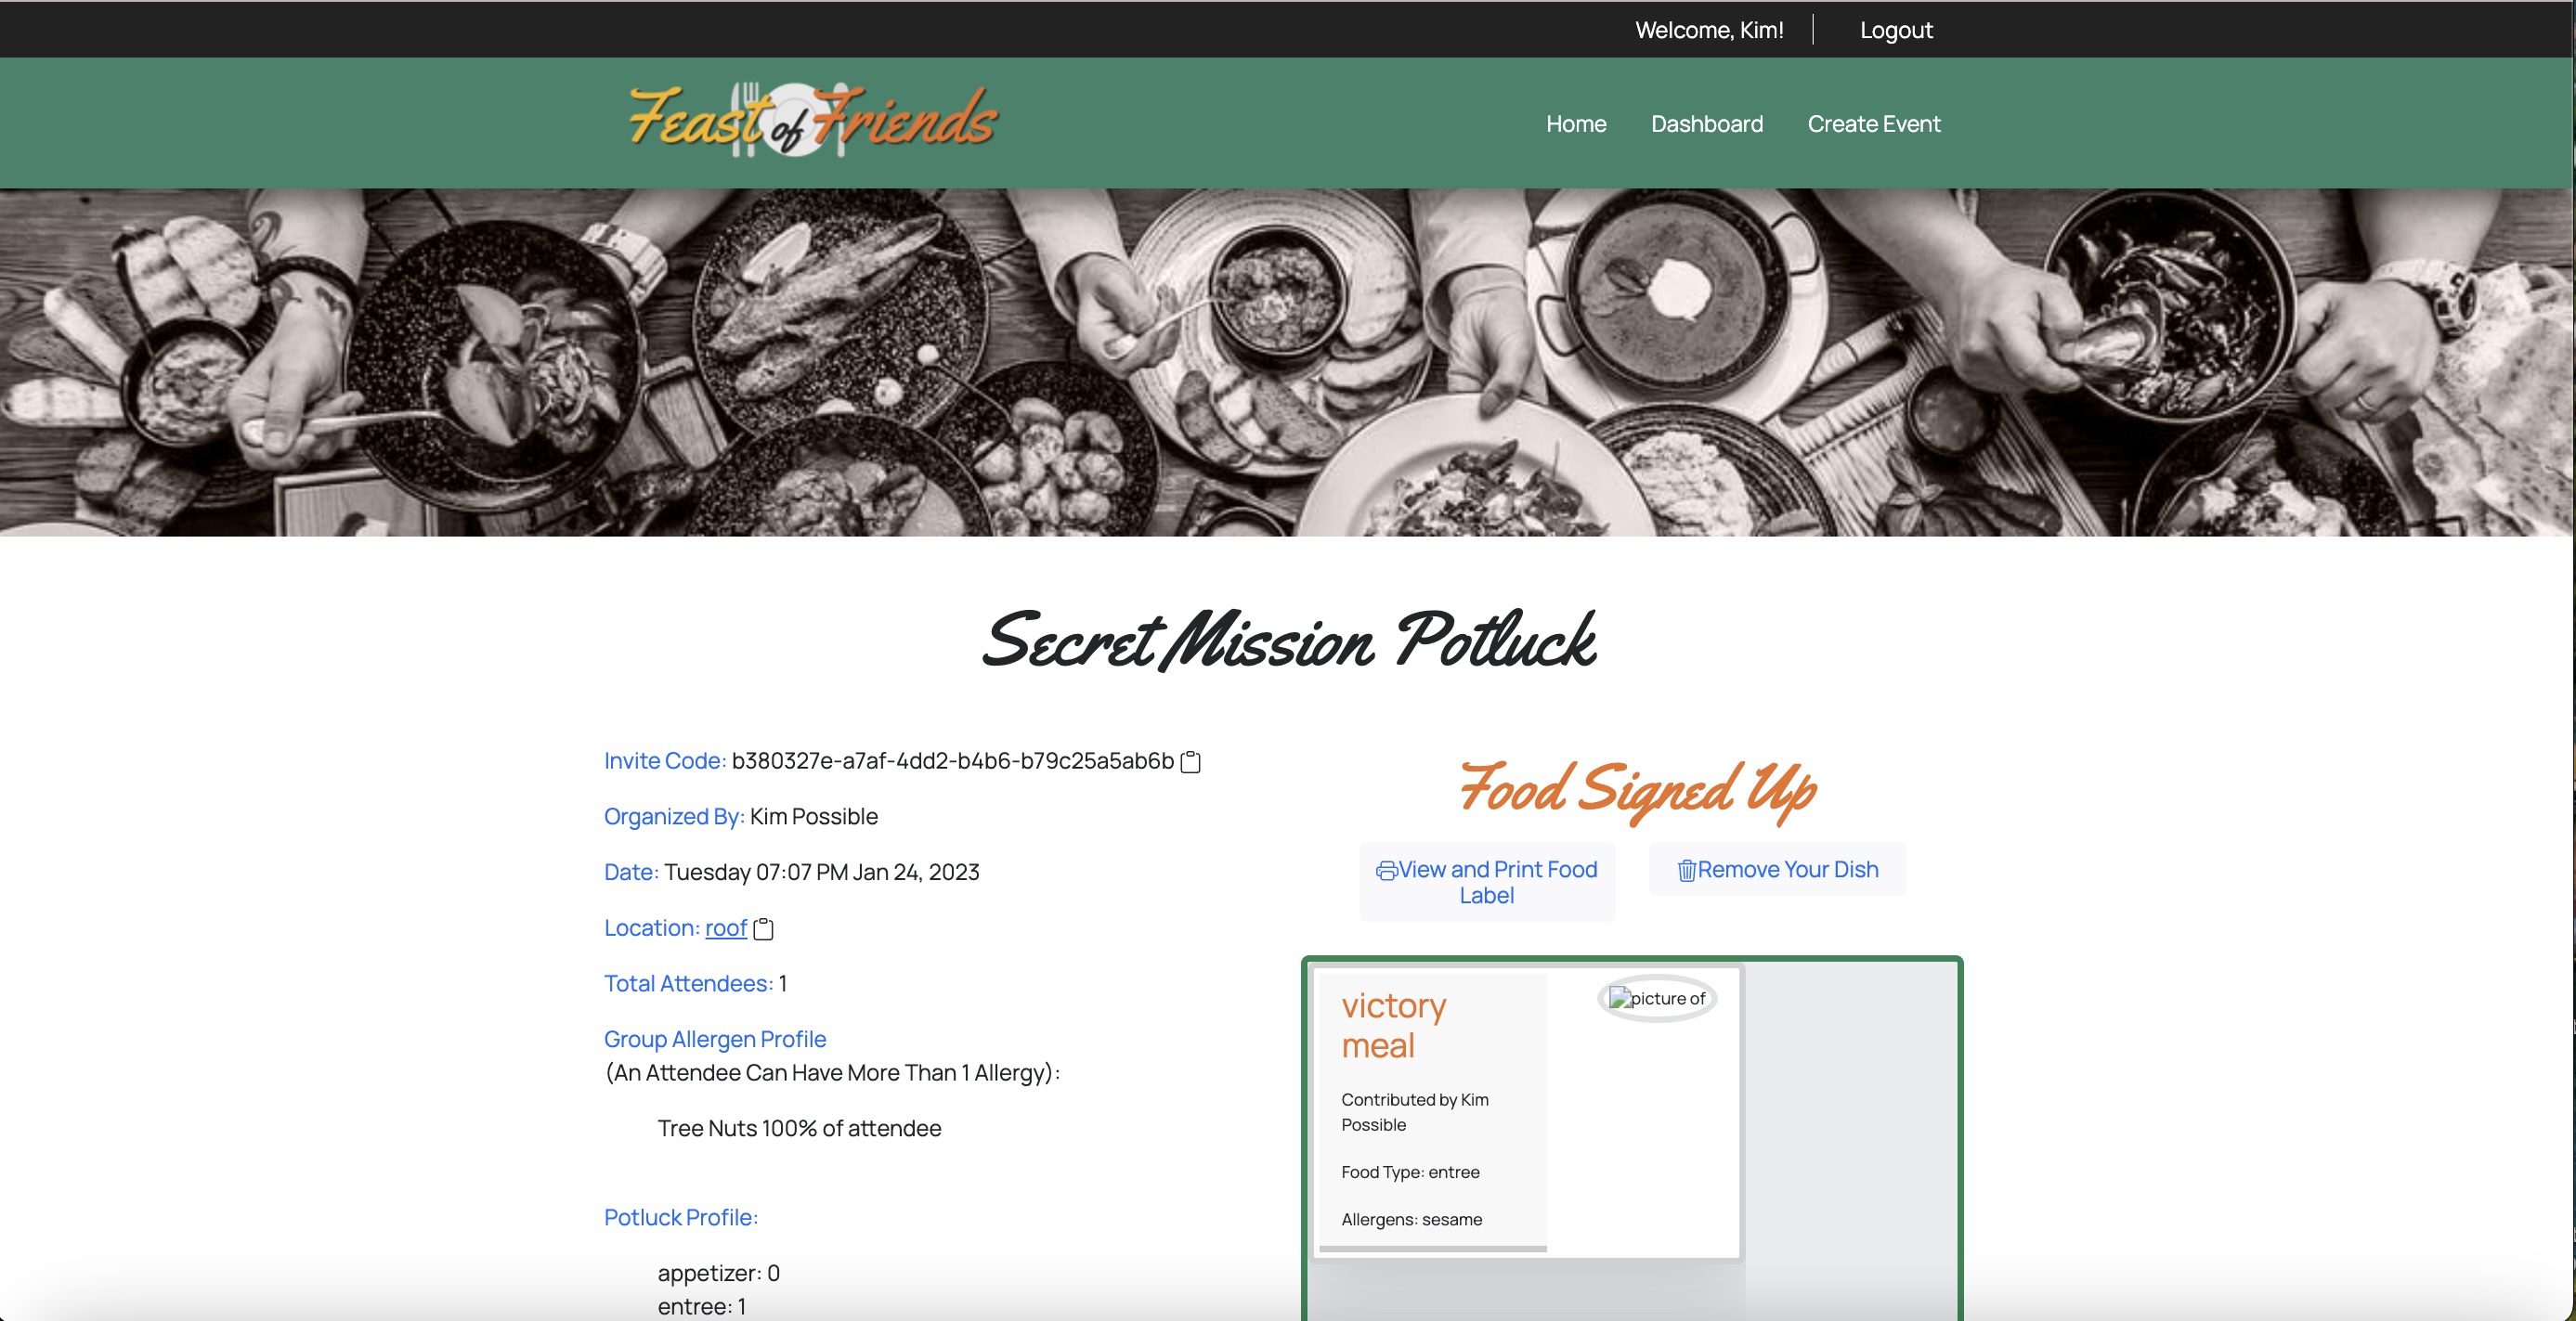 Welcome, Kim!
Logout
Feast of Friends
Home
Dashboard
Create Event
Secret Mission Potluck
Invite Code: b380327e-a7af-4dd2-b4b6-b79c25a5ab6b
Organized By: Kim Possible
Date: Tuesday 07:07 PM Jan 24, 2023
Location: roof
Total Attendees: 1
Group Allergen Profile
(An Attendee Can Have More Than 1 Allergy):
Tree Nuts 100% of attendee
Potluck Profile:
appetizer: 0
entree: 1
Food Signed Up
View and Print Food
Label
Remove Your Dish
victory
meal
Contributed by Kim
Possible
Food Type: entree
Allergens: sesame
picture of